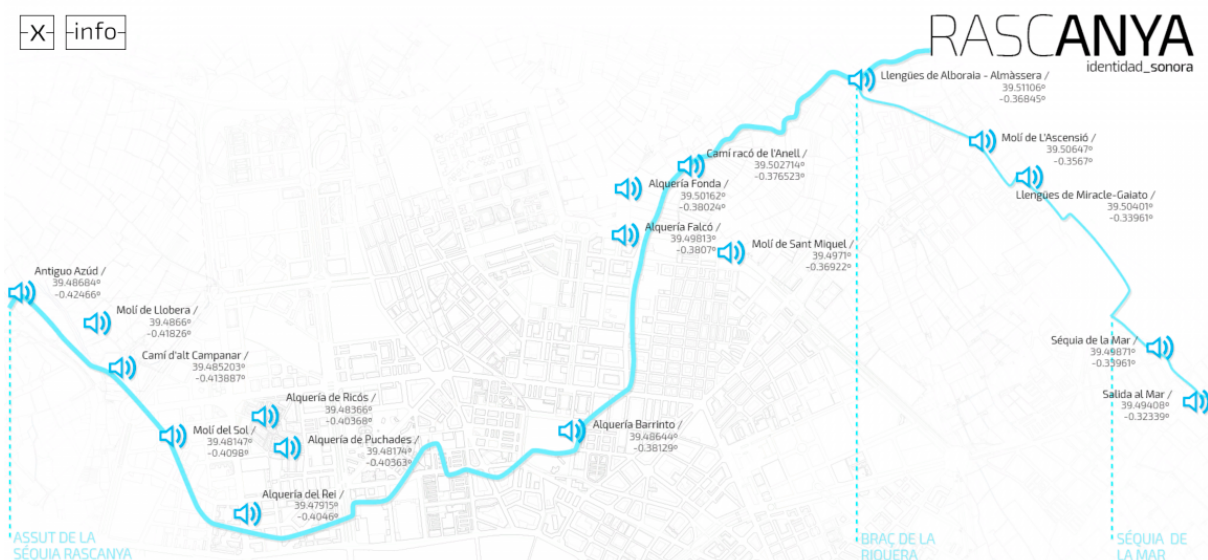 -X-
-info-
RASCANYA
identidad_sonora
Llengües de Alboraia - Almàssera /
39.51106º
-0.36845º
Molí de L'Ascensió /
39.50647º
-0.3567º
Camí racó de l'Anell /
39.502714º
-0.376523º
Llengües de Miracle-Gaiato /
39.50401º
-0.33961º
Alquería Fonda /
39.50162º
-0.38024º
Alquería Falcó /
39.49813º
-0.3807º
Molí de Sant Miquel /
39.4971º
-0.36922º
Antiguo Azúd /
39.48684º
-0.42466º
Molí de Llobera /
39.4866º
-0.41826º
Camí d'alt Campanar /
39.485203º
-0.413887º
Séquia de la Mar /
39.49871º
-0.33961º
Alquería de Ricós /
39.48366º
-0.40368º
Salida al Mar /
39.49408º
-0.32339º
Molí del Sol /
39.48147º
-0.4098º
Alquería de Puchades /
39.48174º
-0.40363º
Alquería Barrinto /
39.48644º
-0.38129º
Alquería del Rei /
39.47915º
-0.4046º
ASSUT DE LA
SÉQUIA RASCANYA
BRAÇ DE LA
RIQUERA
SÉQUIA DE
LA MAR